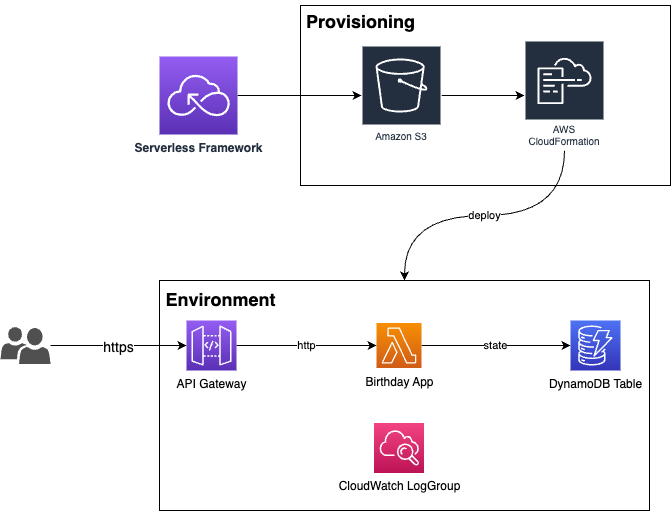 Provisioning
Serverless Framework
Amazon S3
AWS
CloudFormation
deploy
Environment
https
http
state
API Gateway
Birthday App
DynamoDB Table
CloudWatch LogGroup